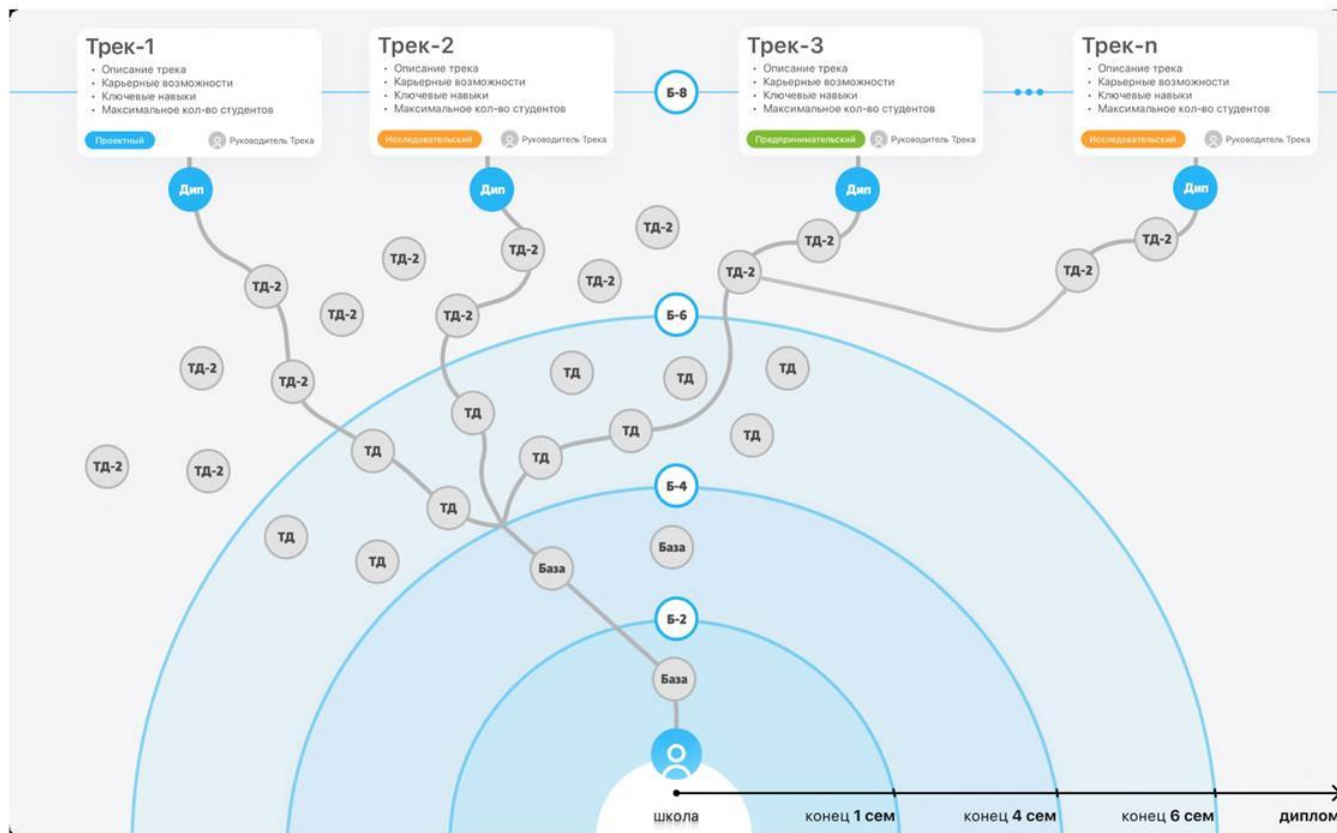 Трек-1
• Описание трека
• Карьерные возможности
• Ключевые навыки
• Максимальное кол-во студентов
Проектный
Руководитель Трека
Трек-2
• Описание трека
• Карьерные возможности
• Ключевые навыки
• Максимальное кол-во студентов
Исследовательский
Руководитель Трека
Б-8
Трек-3
• Описание трека
• Карьерные возможности
• Ключевые навыки
• Максимальное кол-во студентов
Предпринимательский
Руководитель Трека
Трек-n
• Описание трека
• Карьерные возможности
• Ключевые навыки
• Максимальное кол-во студентов
Исследовательский
Руководитель Трека
Дип
Дип
Дип
Дип
ТД-2
ТД-2
ТД-2
ТД-2
ТД-2
ТД-2
ТД-2
ТД-2
ТД-2
ТД-2
ТД-2
ТД-2
Б-6
ТД-2
ТД-2
ТД
ТД
ТД
ТД
ТД
ТД
ТД
ТД
ТД-2
ТД-2
Б-4
ТД
ТД
ТД
База
База
Б-2
База
школа
конец 1 сем
конец 4 сем
конец 6 сем
диплом